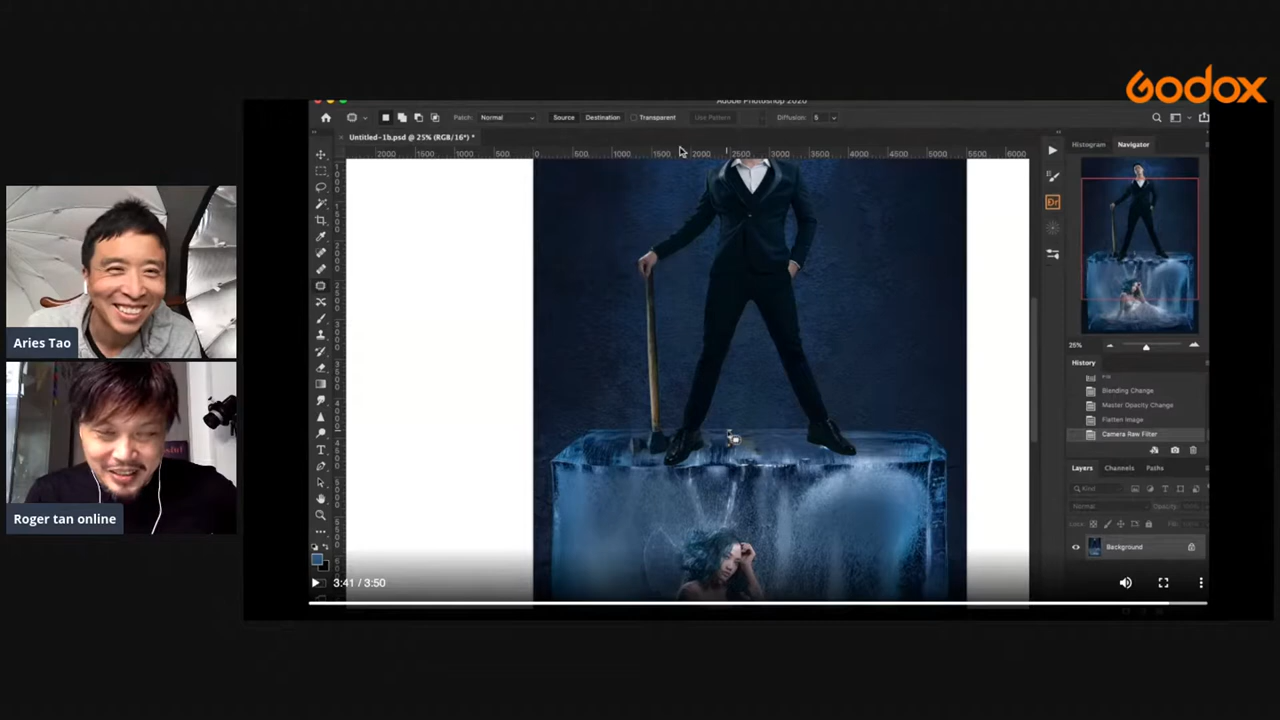 Godox
Adobe Photoshop 2020
Patch: Normal Source Destination Transparent Use Pattern Diffusion: 5
Untitled-1b.psd @ 25% (RGB/16*) *
2000 1500 1000 500 0 500 1000 1500 2000 2500 3000 3500 4000 4500 5000 5500 6000
Histogram Navigator
25%
History
Fill
Blending Change
Master Opacity Change
Flatten Image
Camera Raw Filter
Layers Channels Paths
Kind
Normal Opacity:
Lock: Fill:
Background
Aries Tao
Roger tan online
3:41 / 3:50